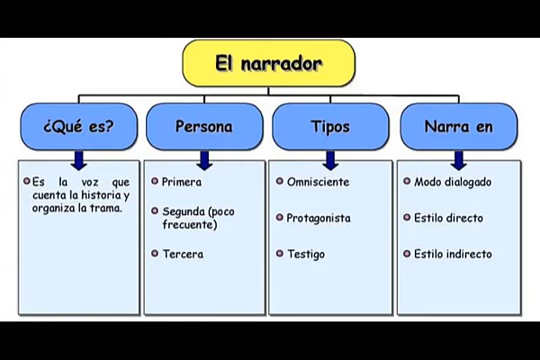 El narrador
¿Qué es?
Persona
Tipos
Narra en
Es la voz que
cuenta la historia y
organiza la trama.
Primera
Segunda (poco
frecuente)
Tercera
Omnisciente
Protagonista
Testigo
Modo dialogado
Estilo directo
Estilo indirecto